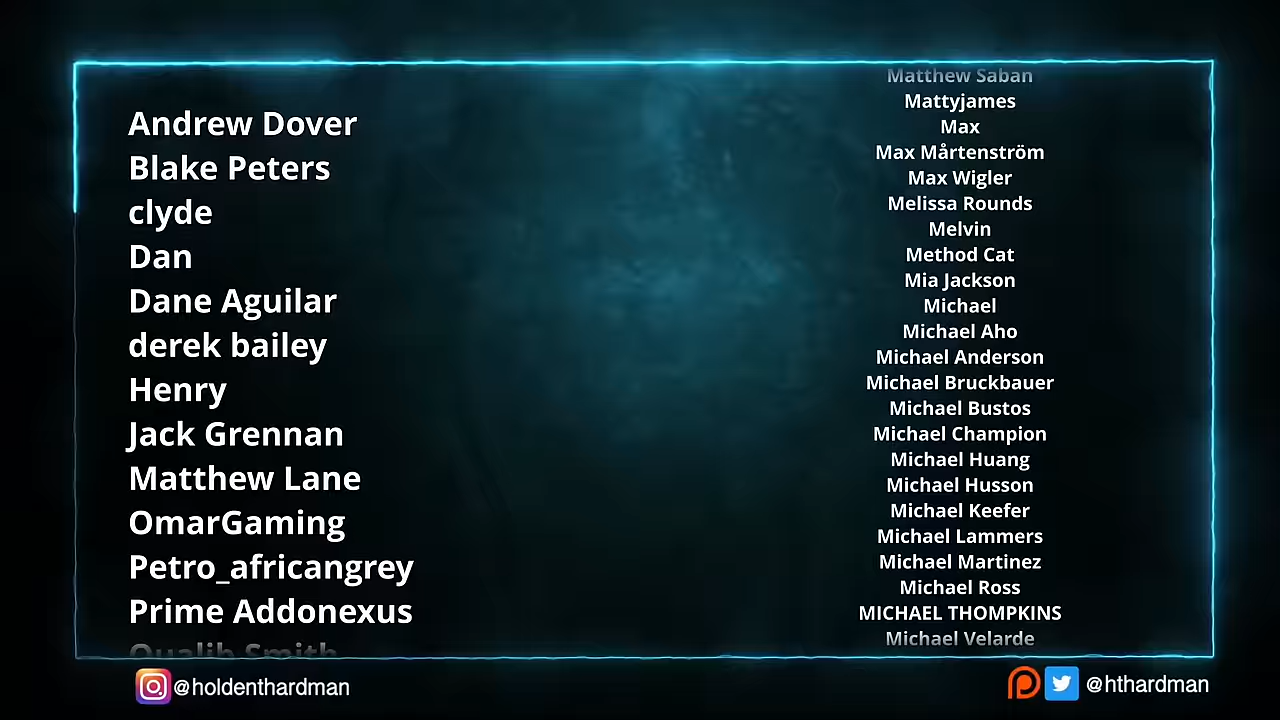 Andrew Dover
Blake Peters
clyde
Dan
Dane Aguilar
derek bailey
Henry
Jack Grennan
Matthew Lane
OmarGaming
Petro_africangrey
Prime Addonexus
Smith
Matthew Saban
Mattyjames
Max
Max Mårtenström
Max Wigler
Melissa Rounds
Melvin
Method Cat
Mia Jackson
Michael
Michael Aho
Michael Anderson
Michael Bruckbauer
Michael Bustos
Michael Champion
Michael Huang
Michael Husson
Michael Keefer
Michael Lammers
Michael Martinez
Michael Ross
MICHAEL THOMPKINS
Michael Velarde
@holdenthardman
@hthardman